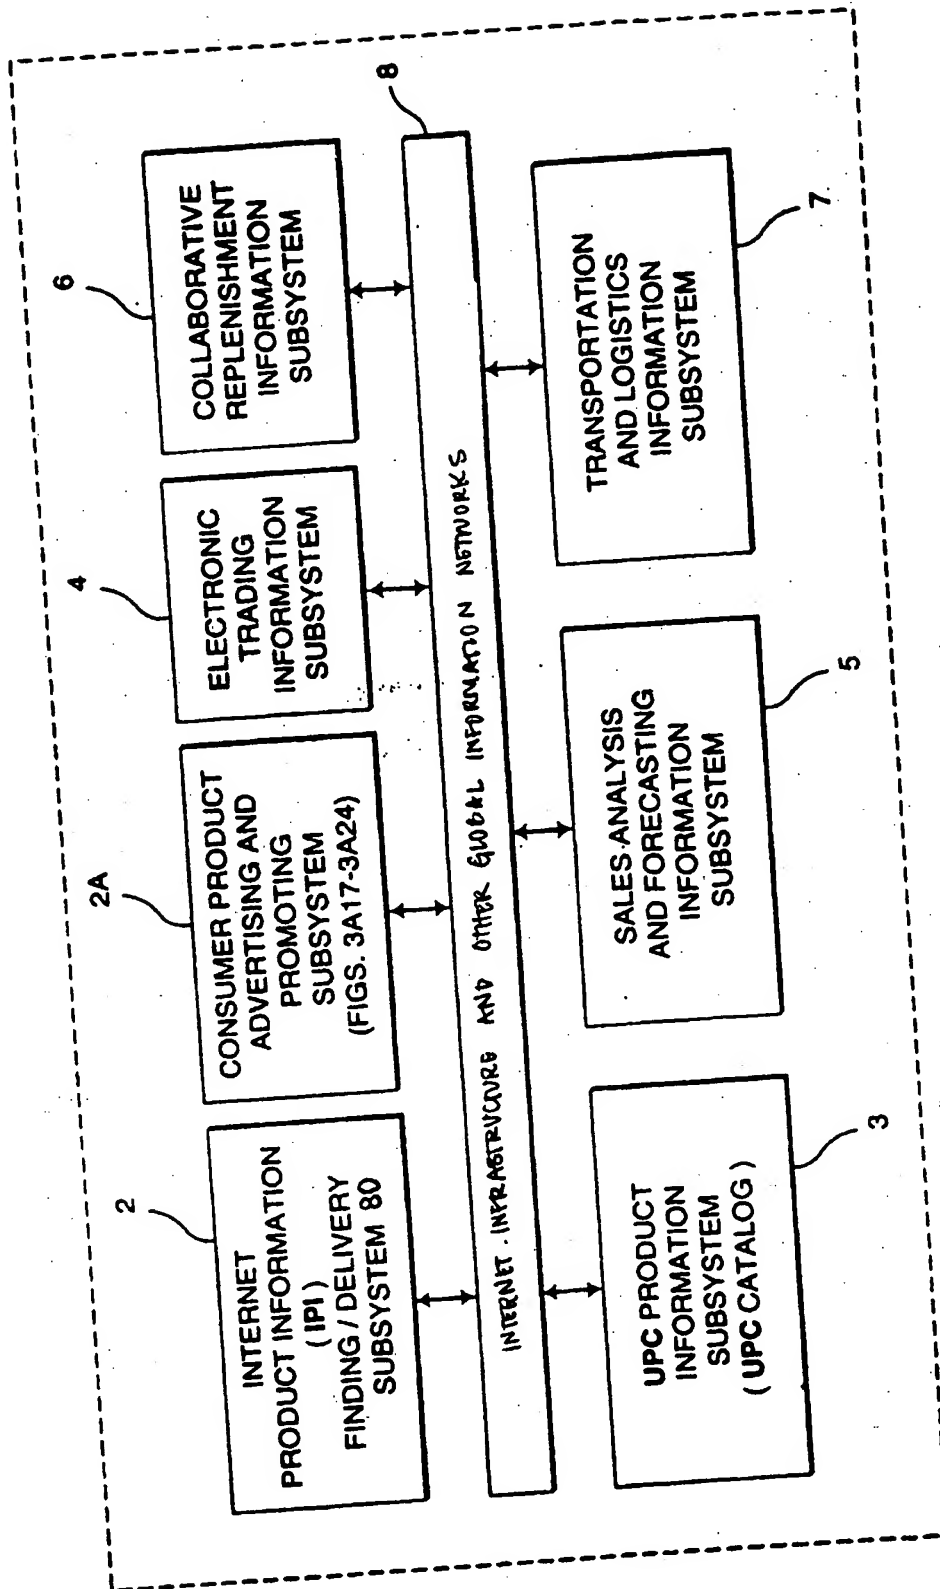 2
INTERNET
PRODUCT INFORMATION
(IPI)
FINDING / DELIVERY
SUBSYSTEM 80
2A
CONSUMER PRODUCT
ADVERTISING AND
PROMOTING
SUBSYSTEM
(FIGS. 3A17-3A24)
4
ELECTRONIC
TRADING
INFORMATION
SUBSYSTEM
6
COLLABORATIVE
REPLENISHMENT
INFORMATION
SUBSYSTEM
8
INTERNET INFRASTRUCTURE AND OTHER GLOBAL INFORMATION NETWORKS
UPC PRODUCT
INFORMATION
SUBSYSTEM
(UPC CATALOG)
3
SALES ANALYSIS
AND FORECASTING
INFORMATION
SUBSYSTEM
5
TRANSPORTATION
AND LOGISTICS
INFORMATION
SUBSYSTEM
7